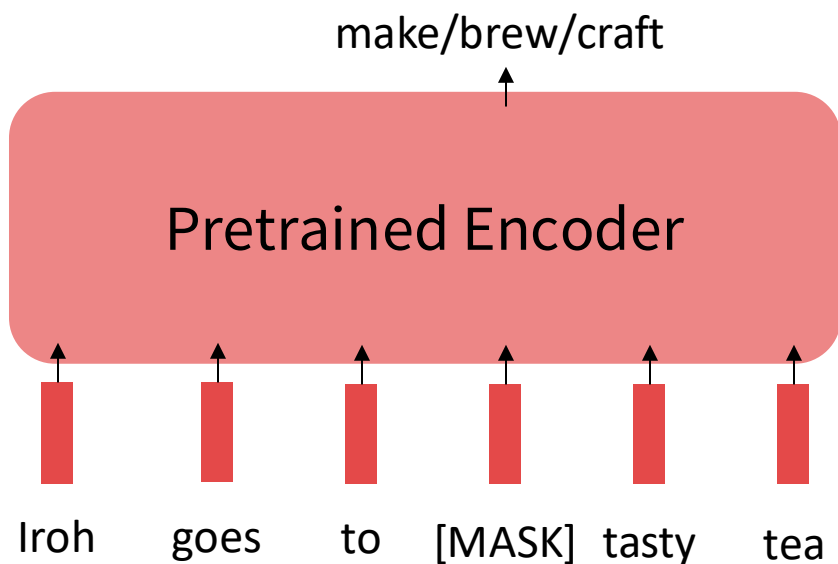 make/brew/craft
Pretrained Encoder
Iroh goes to [MASK] tasty tea